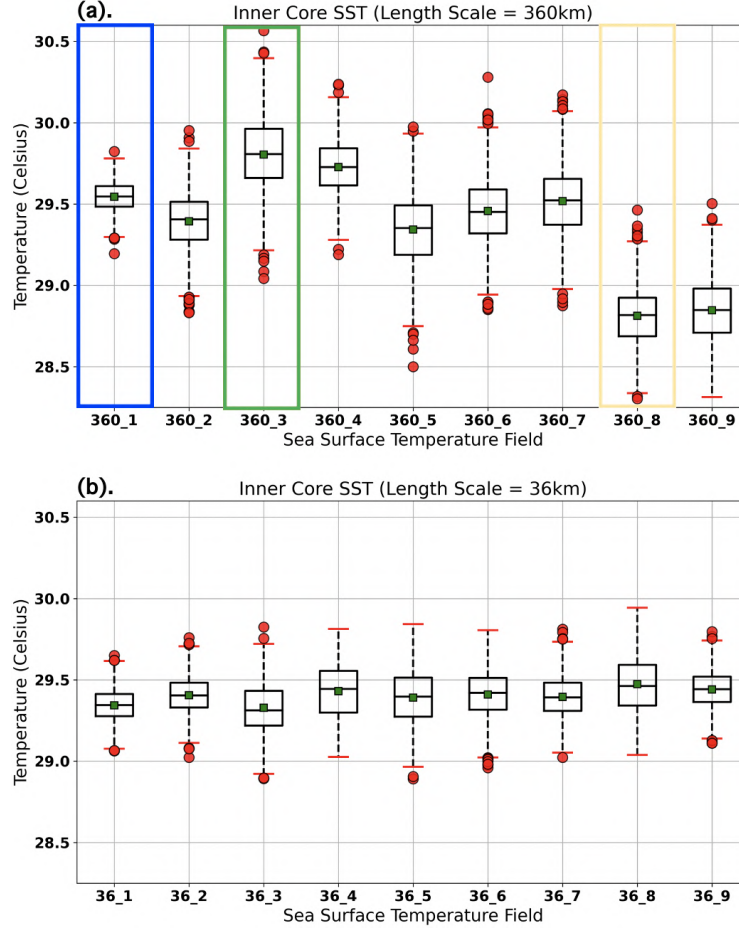 (a).
Inner Core SST (Length Scale = 360km)
30.5
30.0
29.5
29.0
28.5
Temperature (Celsius)
360_1 360_2 360_3 360_4 360_5 360_6 360_7 360_8 360_9
Sea Surface Temperature Field
(b).
Inner Core SST (Length Scale = 36km)
30.5
30.0
29.5
29.0
28.5
Temperature (Celsius)
36_1 36_2 36_3 36_4 36_5 36_6 36_7 36_8 36_9
Sea Surface Temperature Field